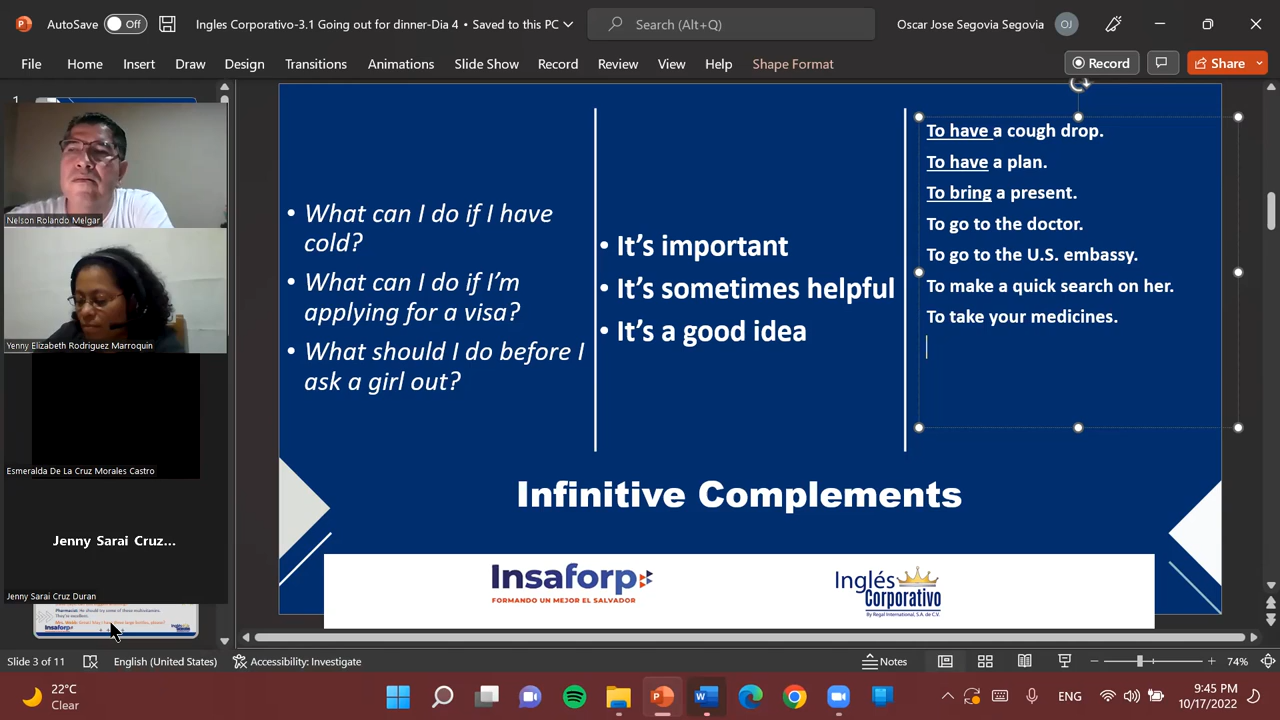 AutoSave Off Ingles Corporativo-3.1 Going out for dinner-Dia 4 • Saved to this PC Search (Alt+Q) Oscar Jose Segovia Segovia OJ
File Home Insert Draw Design Transitions Animations Slide Show Record Review View Help Shape Format Record Share
1
Nelson Rolando Melgar
Yenny Elizabeth Rodriguez Marroquin
Esmeralda De La Cruz Morales Castro
Jenny Sarai Cruz...
Jenny Sarai Cruz Duran
• What can I do if I have
cold?
• What can I do if I'm
applying for a visa?
• What should I do before I
ask a girl out?
• It's important
• It's sometimes helpful
• It's a good idea
To have a cough drop.
To have a plan.
To bring a present.
To go to the doctor.
To go to the U.S. embassy.
To make a quick search on her.
To take your medicines.
Infinitive Complements
Insaforp
FORMANDO UN MEJOR EL SALVADOR
Inglés
Corporativo
By Regal International, S.A. de C.V.
Insaforp
Slide 3 of 11 English (United States) Accessibility: Investigate Notes 74%
22°C
Clear
ENG
9:45 PM
10/17/2022